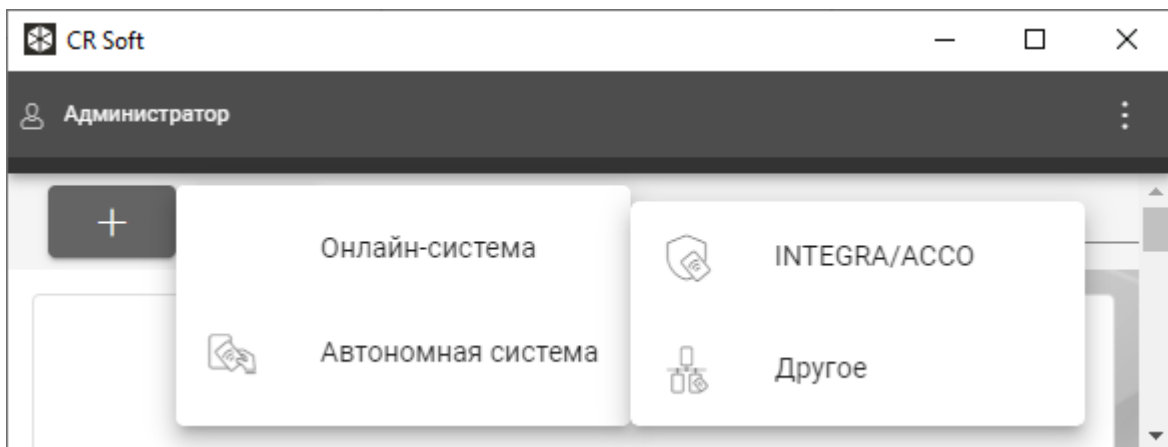 CR Soft
Администратор
Онлайн-система
Автономная система
INTEGRA/ACCO
Другое